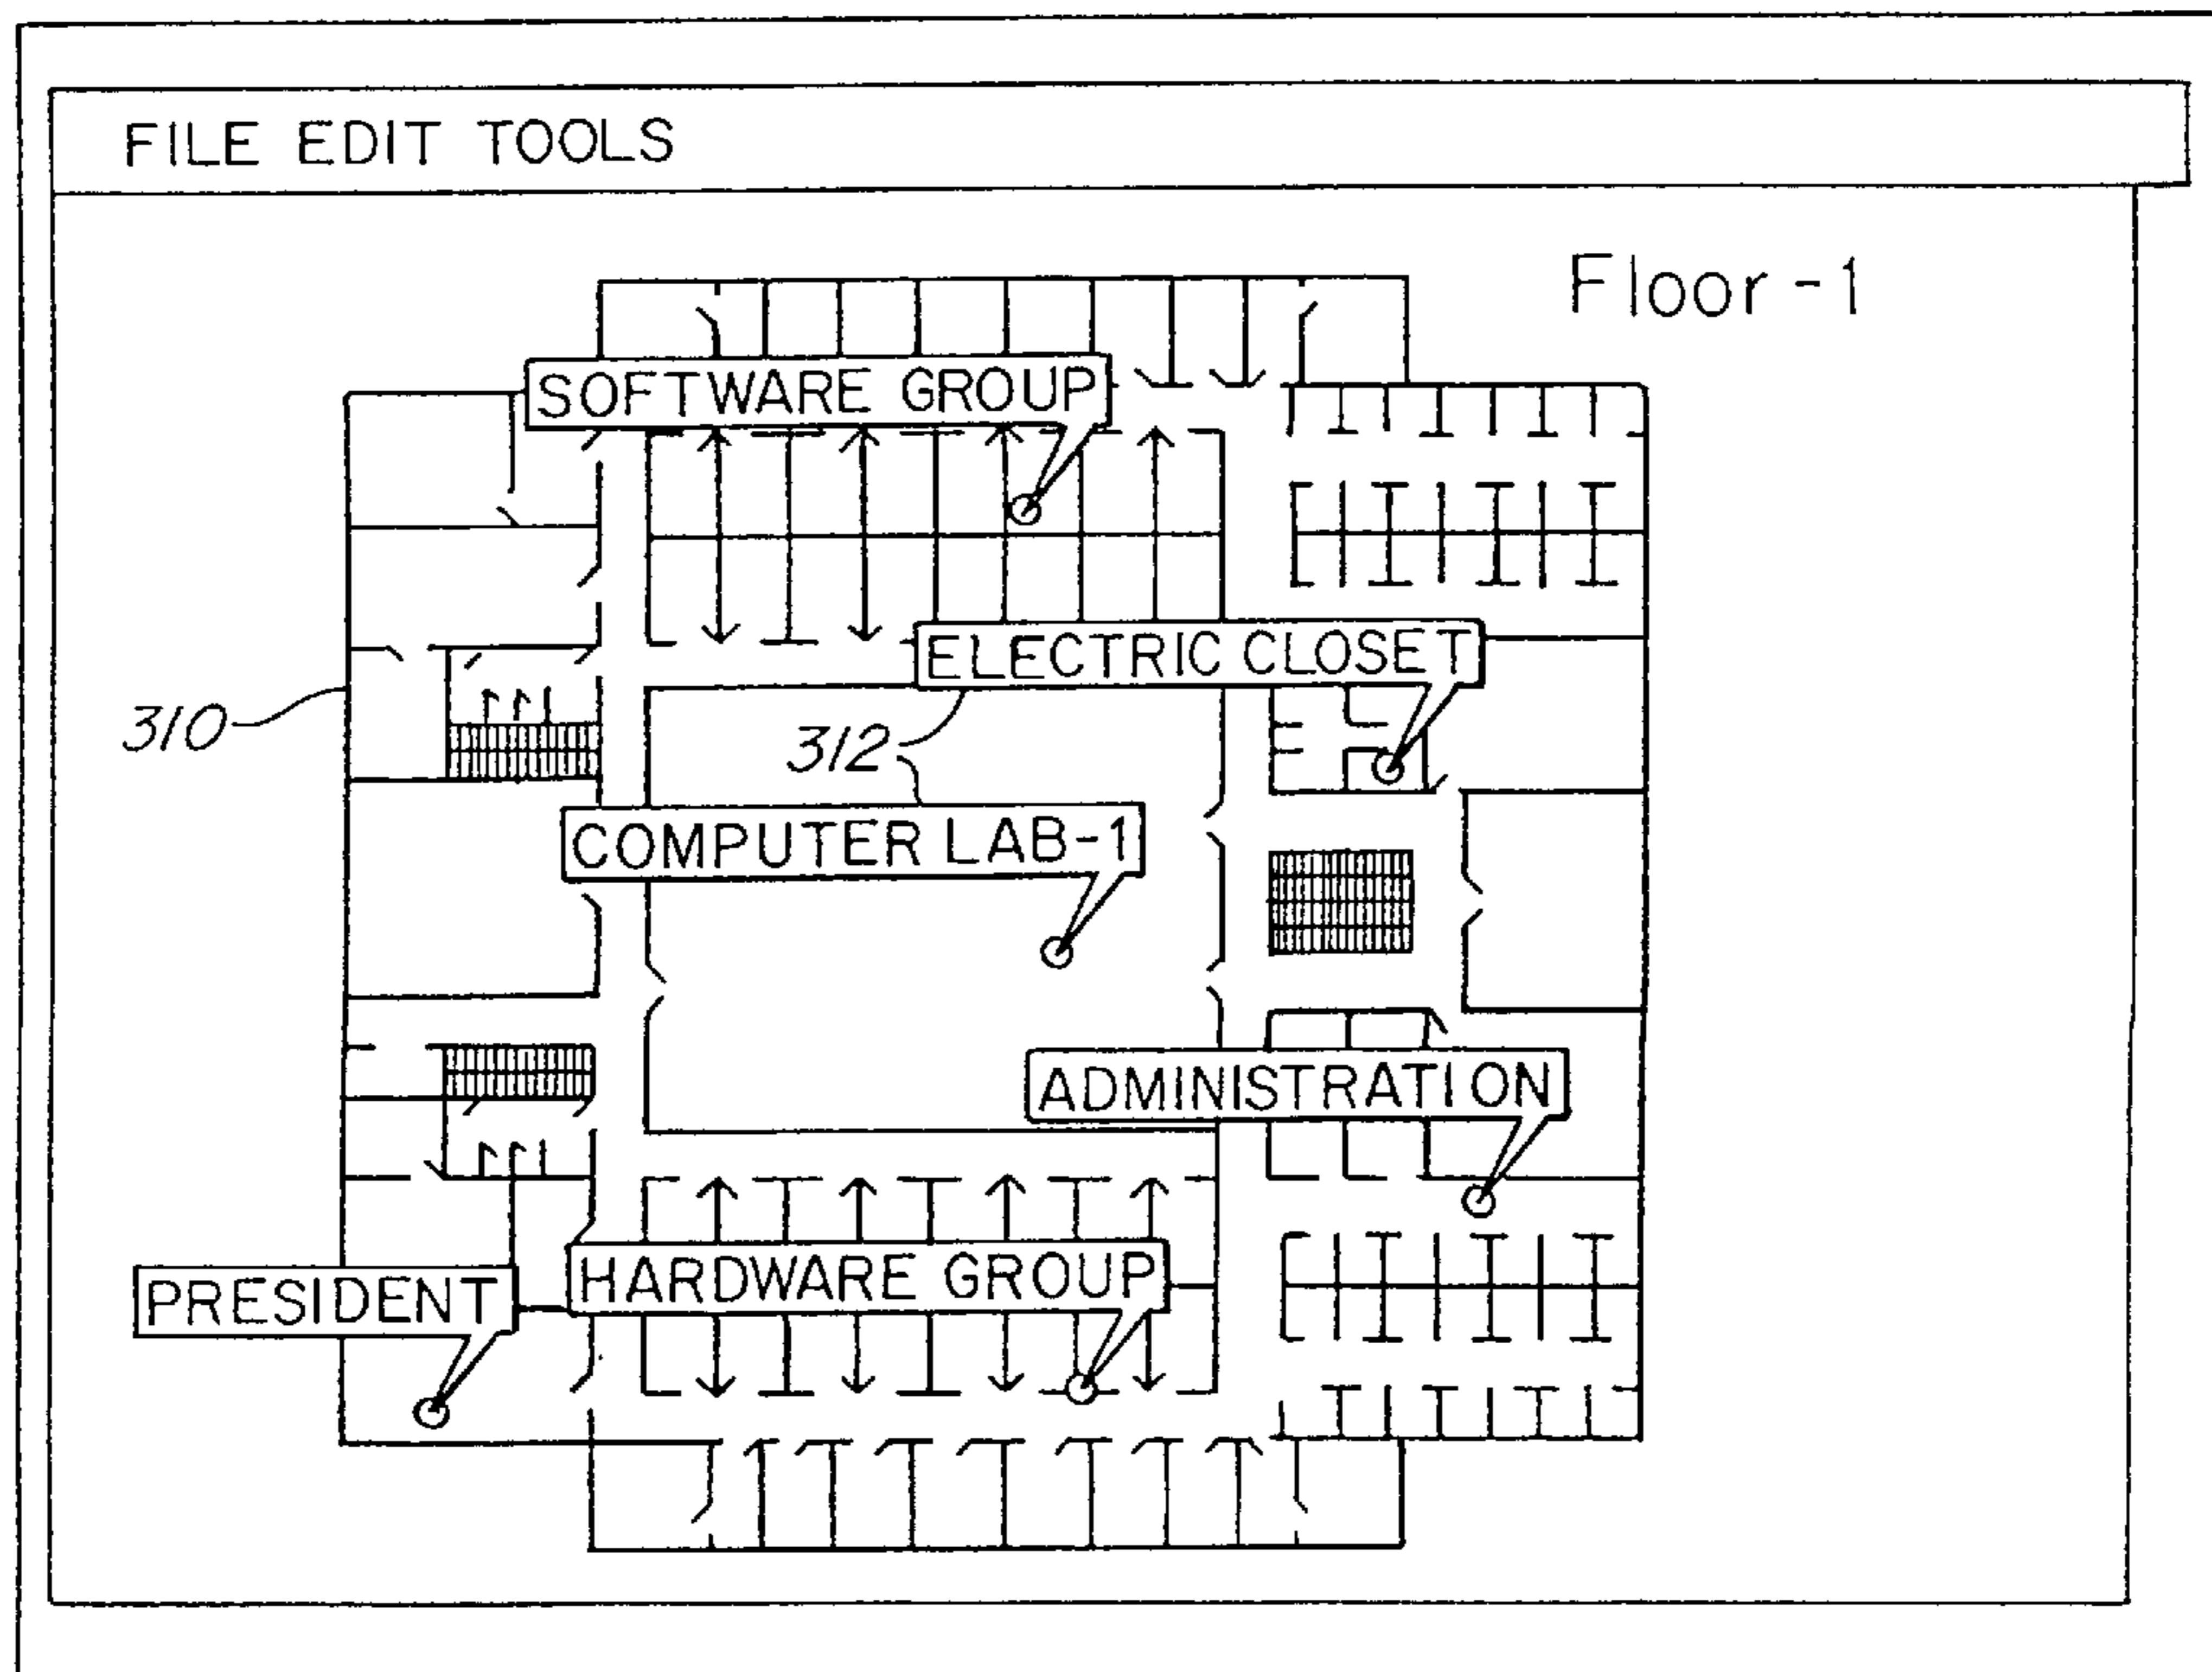 FILE EDIT TOOLS
Floor-1
SOFTWARE GROUP
ELECTRIC CLOSET
310
312
COMPUTER LAB-1
ADMINISTRATION
HARDWARE GROUP
PRESIDENT